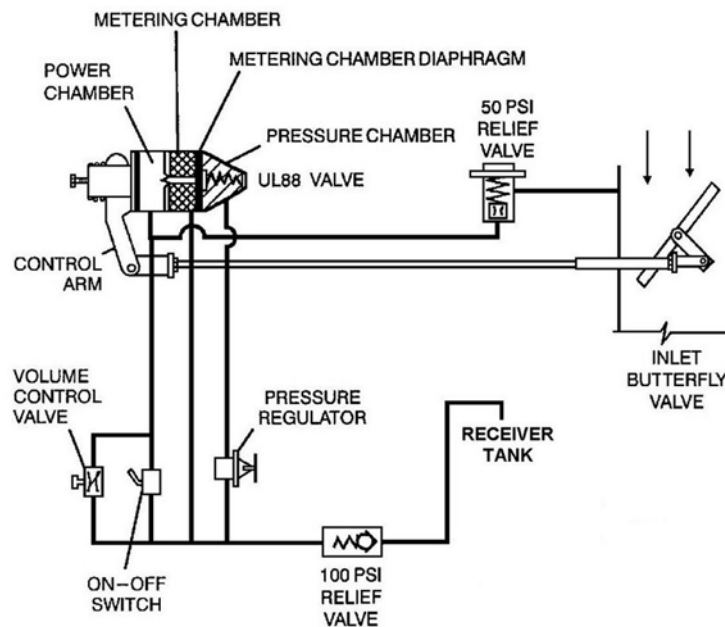 METERING CHAMBER
POWER
CHAMBER
METERING CHAMBER DIAPHRAGM
PRESSURE CHAMBER
UL88 VALVE
50 PSI
RELIEF
VALVE
CONTROL
ARM
INLET
BUTTERFLY
VALVE
VOLUME
CONTROL
VALVE
PRESSURE
REGULATOR
RECEIVER
TANK
ON-OFF
SWITCH
100 PSI
RELIEF
VALVE